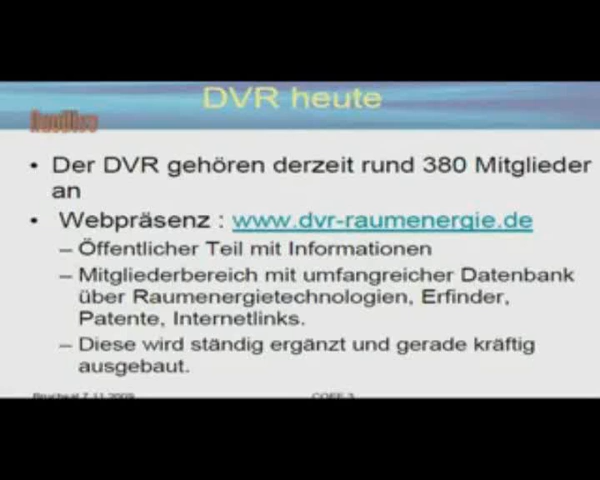 DVR heute
• Der DVR gehören derzeit rund 380 Mitglieder
an
• Webpräsenz : www.dvr-raumenergie.de
– Öffentlicher Teil mit Informationen
– Mitgliederbereich mit umfangreicher Datenbank
über Raumenergietechnologien, Erfinder,
Patente, Internetlinks.
– Diese wird ständig ergänzt und gerade kräftig
ausgebaut.